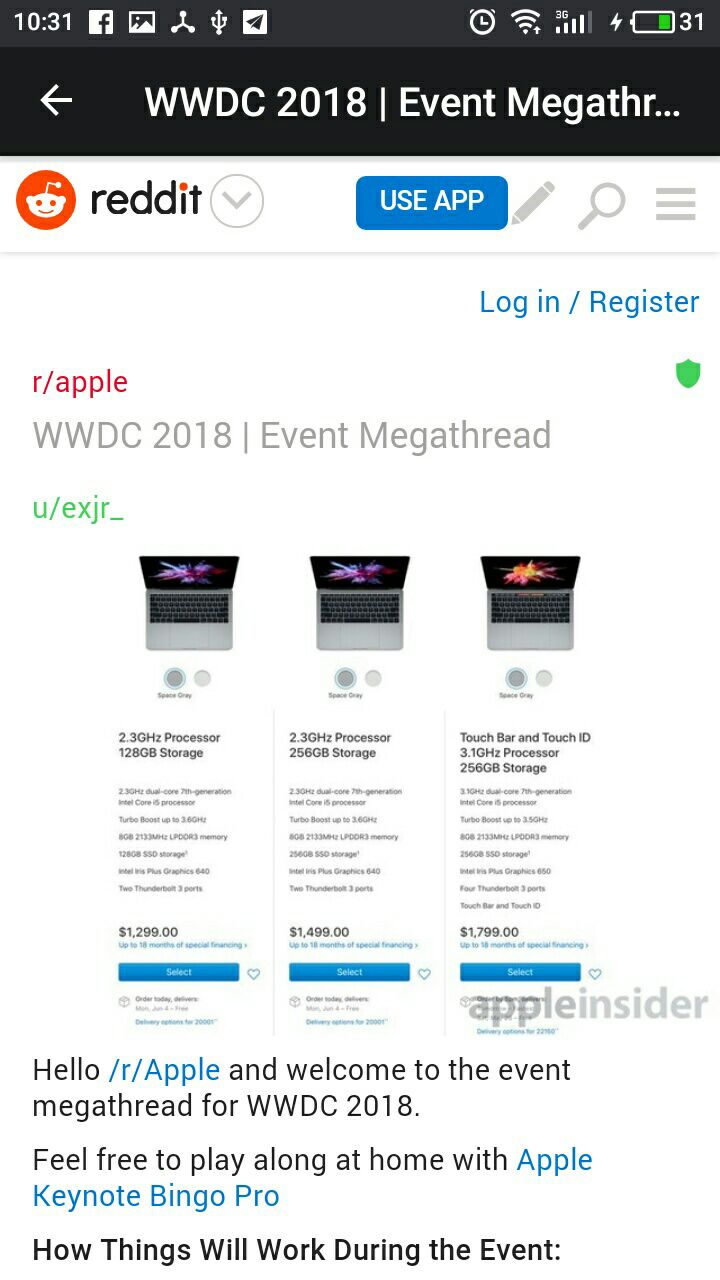 10:31
3G
31
WWDC 2018 | Event Megathr...
reddit
USE APP
Log in / Register
r/apple
WWDC 2018 | Event Megathread
u/exjr_
Space Gray
Space Gray
Space Gray
2.3GHz Processor
128GB Storage
2.3GHz dual-core 7th-generation
Intel Core i5 processor
Turbo Boost up to 3.6GHz
8GB 2133MHz LPDDR3 memory
128GB SSD storage¹
Intel Iris Plus Graphics 640
Two Thunderbolt 3 ports
$1,299.00
Up to 18 months of special financing ›
Select
Order today, delivers:
Mon, Jun 4 – Free
Delivery options for 20001**
2.3GHz Processor
256GB Storage
2.3GHz dual-core 7th-generation
Intel Core i5 processor
Turbo Boost up to 3.6GHz
8GB 2133MHz LPDDR3 memory
256GB SSD storage¹
Intel Iris Plus Graphics 640
Two Thunderbolt 3 ports
$1,499.00
Up to 18 months of special financing ›
Select
Order today, delivers:
Mon, Jun 4 – Free
Delivery options for 20001**
Touch Bar and Touch ID
3.1GHz Processor
256GB Storage
3.1GHz dual-core 7th-generation
Intel Core i5 processor
Turbo Boost up to 3.5GHz
8GB 2133MHz LPDDR3 memory
256GB SSD storage¹
Intel Iris Plus Graphics 650
Four Thunderbolt 3 ports
Touch Bar and Touch ID
$1,799.00
Up to 18 months of special financing ›
Select
Order by 5pm, delivers:
Delivery options for 22150**
appleinsider
Hello /r/Apple and welcome to the event
megathread for WWDC 2018.
Feel free to play along at home with Apple
Keynote Bingo Pro
How Things Will Work During the Event: